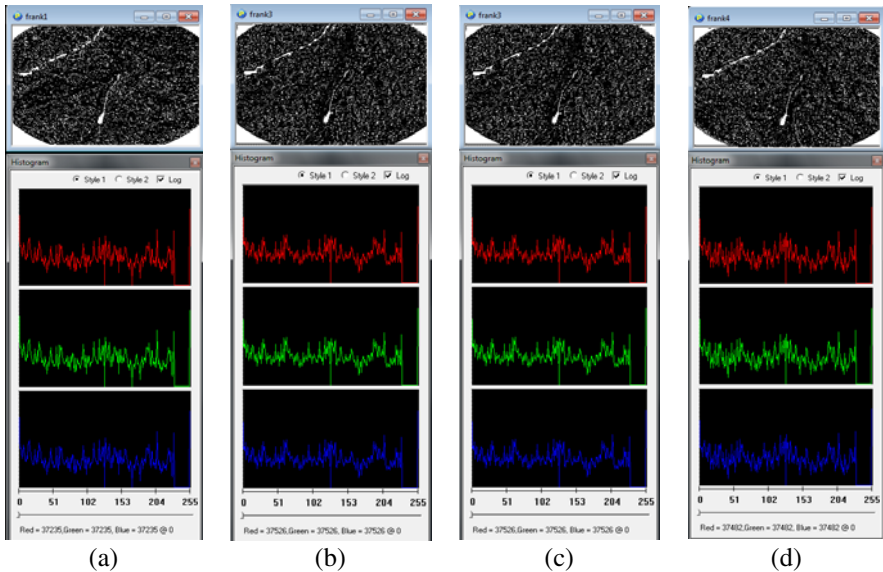 frank1
Histogram
Style 1 Style 2 Log
0 51 102 153 204 255
Red = 37235,Green = 37235, Blue = 37235 @ 0
(a)
frank3
Histogram
Style 1 Style 2 Log
0 51 102 153 204 255
Red = 37526,Green = 37526, Blue = 37526 @ 0
(b)
frank3
Histogram
Style 1 Style 2 Log
0 51 102 153 204 255
Red = 37526,Green = 37526, Blue = 37526 @ 0
(c)
frank4
Histogram
Style 1 Style 2 Log
0 51 102 153 204 255
Red = 37482,Green = 37482, Blue = 37482 @ 0
(d)